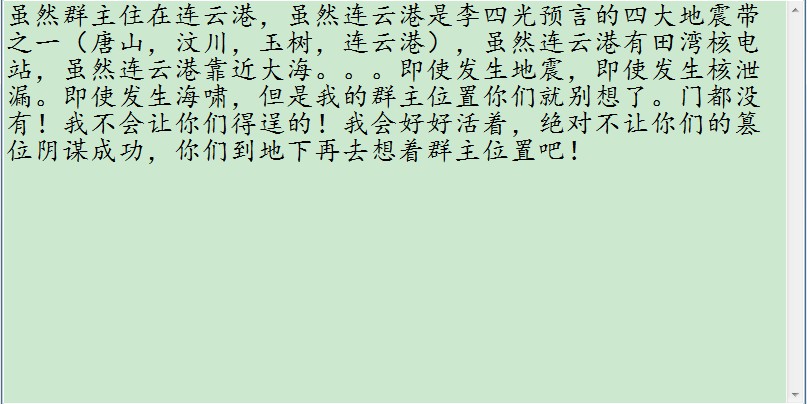 虽然群主住在连云港，虽然连云港是李四光预言的四大地震带
之一（唐山，汶川，玉树，连云港），虽然连云港有田湾核电
站，虽然连云港靠近大海。。。即使发生地震，即使发生核泄
漏。即使发生海啸，但是我的群主位置你们就别想了。门都没
有！我不会让你们得逞的！我会好好活着，绝对不让你们的篡
位阴谋成功，你们到地下再去想着群主位置吧！